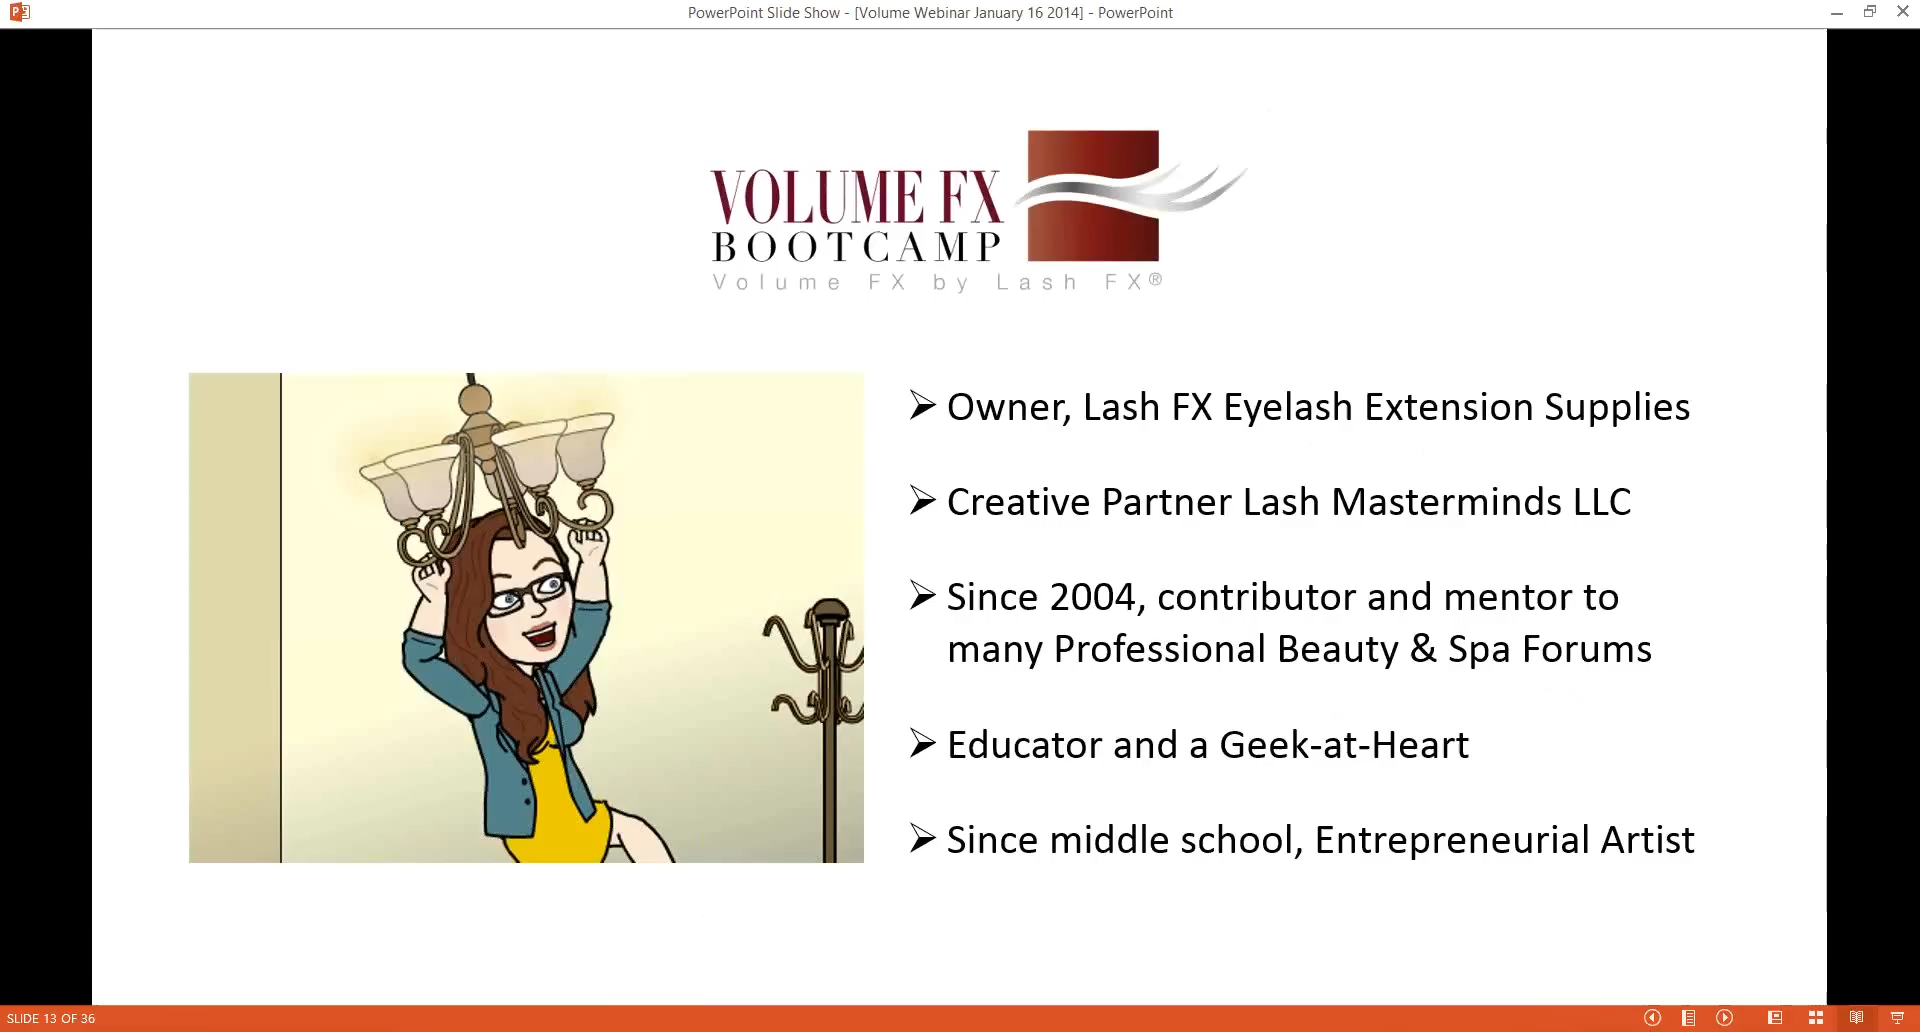 PowerPoint Slide Show - [Volume Webinar January 16 2014] - PowerPoint
VOLUME FX
BOOTCAMP
Volume FX by Lash FX®
➢ Owner, Lash FX Eyelash Extension Supplies
➢ Creative Partner Lash Masterminds LLC
➢ Since 2004, contributor and mentor to
many Professional Beauty & Spa Forums
➢ Educator and a Geek-at-Heart
➢ Since middle school, Entrepreneurial Artist
SLIDE 13 OF 36